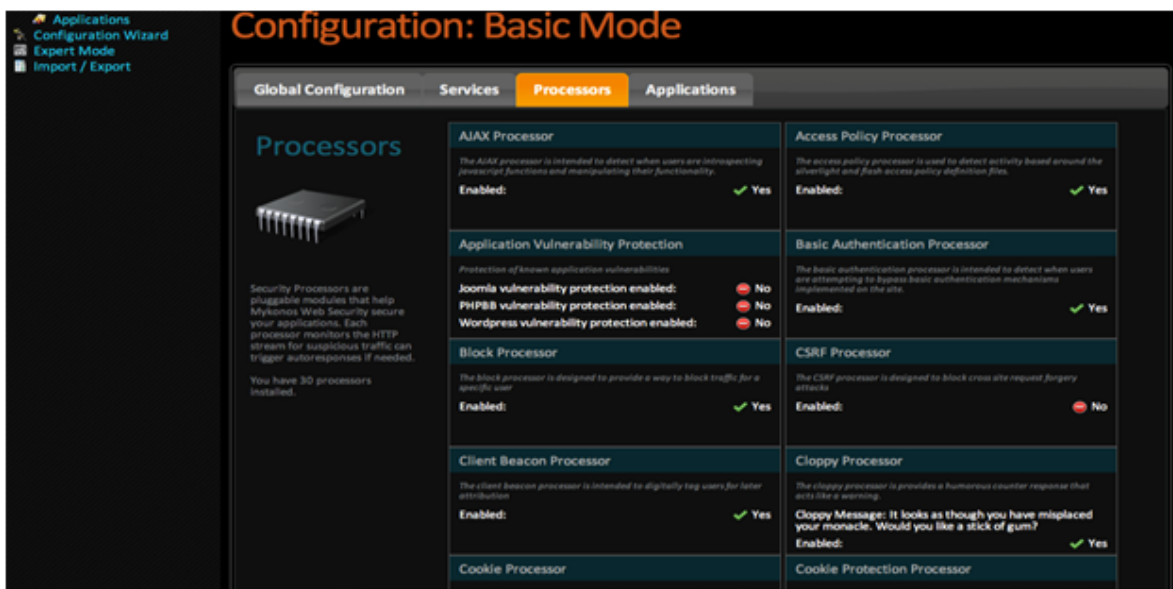 Applications
Configuration Wizard
Expert Mode
Import / Export
Configuration: Basic Mode
Global Configuration
Services
Processors
Applications
Processors
Security Processors are
pluggable modules that help
Mykonos Web Security secure
your applications. Each
processor monitors the HTTP
stream for suspicious traffic can
trigger autoresponses if needed.
You have 30 processors
installed.
AJAX Processor
The AJAX processor is intended to detect when users are introspecting
javascript functions and manipulating their functionality.
Enabled: Yes
Access Policy Processor
The access policy processor is used to detect activity based around the
silverlight and flash access policy definition files.
Enabled: Yes
Application Vulnerability Protection
Protection of known application vulnerabilities
Joomla vulnerability protection enabled: No
PHPBB vulnerability protection enabled: No
Wordpress vulnerability protection enabled: No
Basic Authentication Processor
The basic authentication processor is intended to detect when users
are attempting to bypass basic authentication mechanisms
implemented on the site.
Enabled: Yes
Block Processor
The block processor is designed to provide a way to block traffic for a
specific user
Enabled: Yes
CSRF Processor
The CSRF processor is designed to block cross site request forgery
attacks
Enabled: No
Client Beacon Processor
The client beacon processor is intended to digitally tag users for later
attribution
Enabled: Yes
Cloppy Processor
The cloppy processor is provides a humorous counter response that
acts like a warning.
Cloppy Message: It looks as though you have misplaced
your monacle. Would you like a stick of gum?
Enabled: Yes
Cookie Processor
Cookie Protection Processor